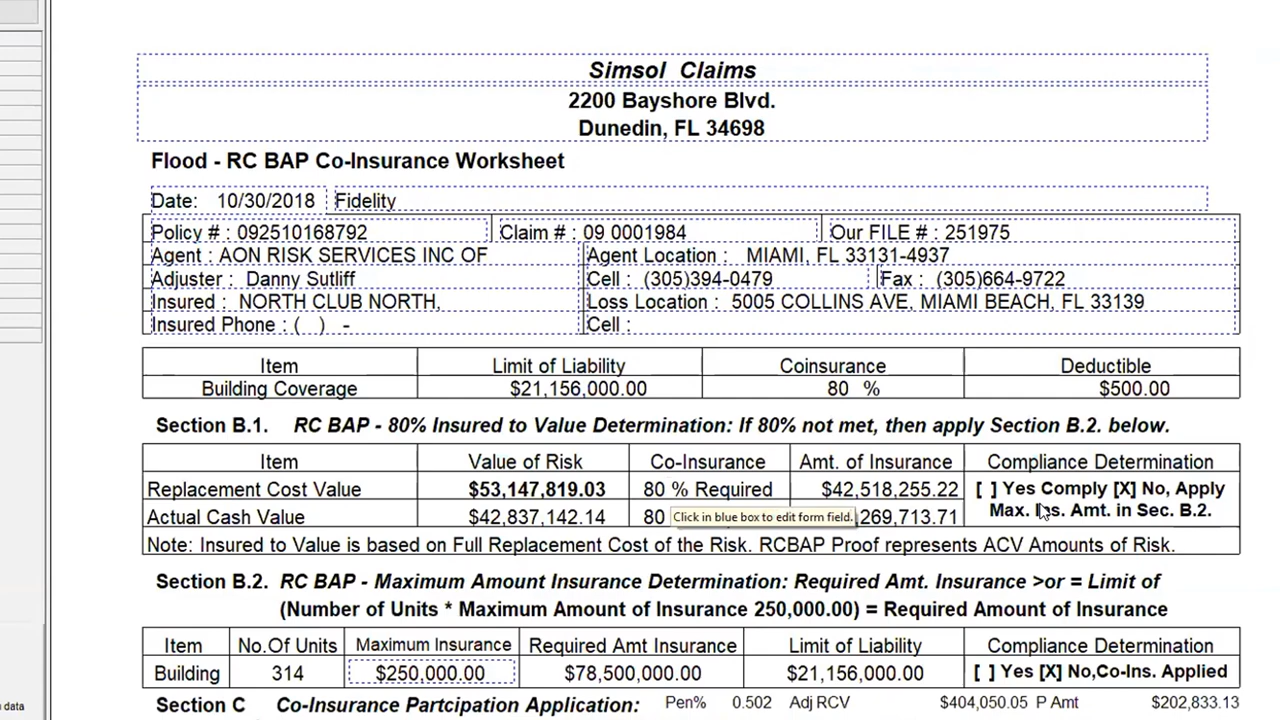 Simsol Claims
2200 Bayshore Blvd.
Dunedin, FL 34698
Flood - RC BAP Co-Insurance Worksheet
Date: 10/30/2018 Fidelity
Policy # : 092510168792 Claim # : 09 0001984 Our FILE # : 251975
Agent : AON RISK SERVICES INC OF Agent Location : MIAMI, FL 33131-4937
Adjuster : Danny Sutliff Cell : (305)394-0479 Fax : (305)664-9722
Insured : NORTH CLUB NORTH, Loss Location : 5005 COLLINS AVE, MIAMI BEACH, FL 33139
Insured Phone : ( ) - Cell :
Item Limit of Liability Coinsurance Deductible
Building Coverage $21,156,000.00 80 % $500.00
Section B.1. RC BAP - 80% Insured to Value Determination: If 80% not met, then apply Section B.2. below.
Item Value of Risk Co-Insurance Amt. of Insurance Compliance Determination
Replacement Cost Value $53,147,819.03 80 % Required $42,518,255.22 [ ] Yes Comply [X] No, Apply
Actual Cash Value $42,837,142.14 80 Click in blue box to edit form field. ,269,713.71 Max. Ins. Amt. in Sec. B.2.
Note: Insured to Value is based on Full Replacement Cost of the Risk. RCBAP Proof represents ACV Amounts of Risk.
Section B.2. RC BAP - Maximum Amount Insurance Determination: Required Amt. Insurance >or = Limit of
(Number of Units * Maximum Amount of Insurance 250,000.00) = Required Amount of Insurance
Item No.Of Units Maximum Insurance Required Amt Insurance Limit of Liability Compliance Determination
Building 314 $250,000.00 $78,500,000.00 $21,156,000.00 [ ] Yes [X] No,Co-Ins. Applied
Section C Co-Insurance Partcipation Application: Pen% 0.502 Adj RCV $404,050.05 P Amt $202,833.13
data